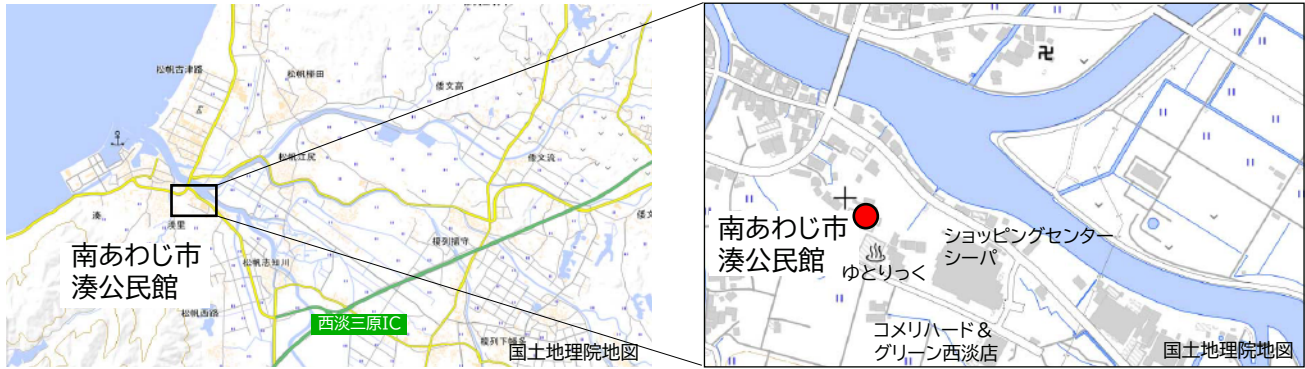 松帆古津路
松帆櫟田
倭文高
松帆江尻
倭文流
湊
湊里
倭文
南あわじ市
湊公民館
松帆志知川
榎列掃守
松帆西路
西淡三原IC
榎列下幡多
国土地理院地図
南あわじ市
湊公民館
ショッピングセンター
シーパ
ゆとりっく
コメリハード&
グリーン西淡店
国土地理院地図